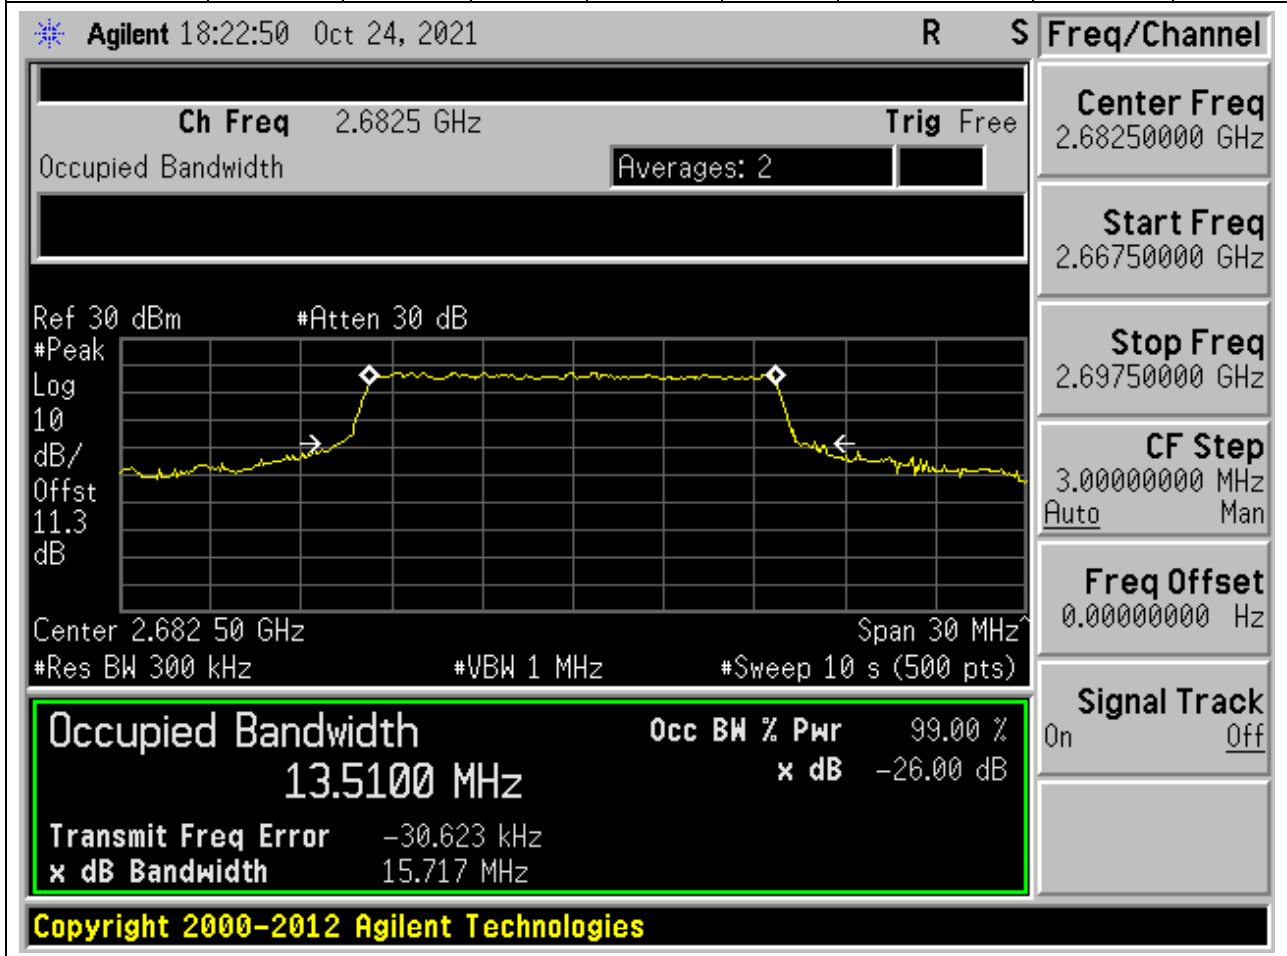 Agilent 18:22:50 Oct 24, 2021 R S
Freq/Channel
Ch Freq 2.6825 GHz Trig Free
Occupied Bandwidth Averages: 2
Center Freq
2.68250000 GHz
Start Freq
2.66750000 GHz
Stop Freq
2.69750000 GHz
CF Step
3.00000000 MHz
Auto Man
Freq Offset
0.00000000 Hz
Signal Track
On Off
Ref 30 dBm #Atten 30 dB
#Peak
Log
10
dB/
Offst
11.3
dB
Center 2.682 50 GHz Span 30 MHz^
#Res BW 300 kHz #VBW 1 MHz #Sweep 10 s (500 pts)
Occupied Bandwidth Occ BW % Pwr 99.00 %
13.5100 MHz x dB -26.00 dB
Transmit Freq Error -30.623 kHz
x dB Bandwidth 15.717 MHz
Copyright 2000-2012 Agilent Technologies